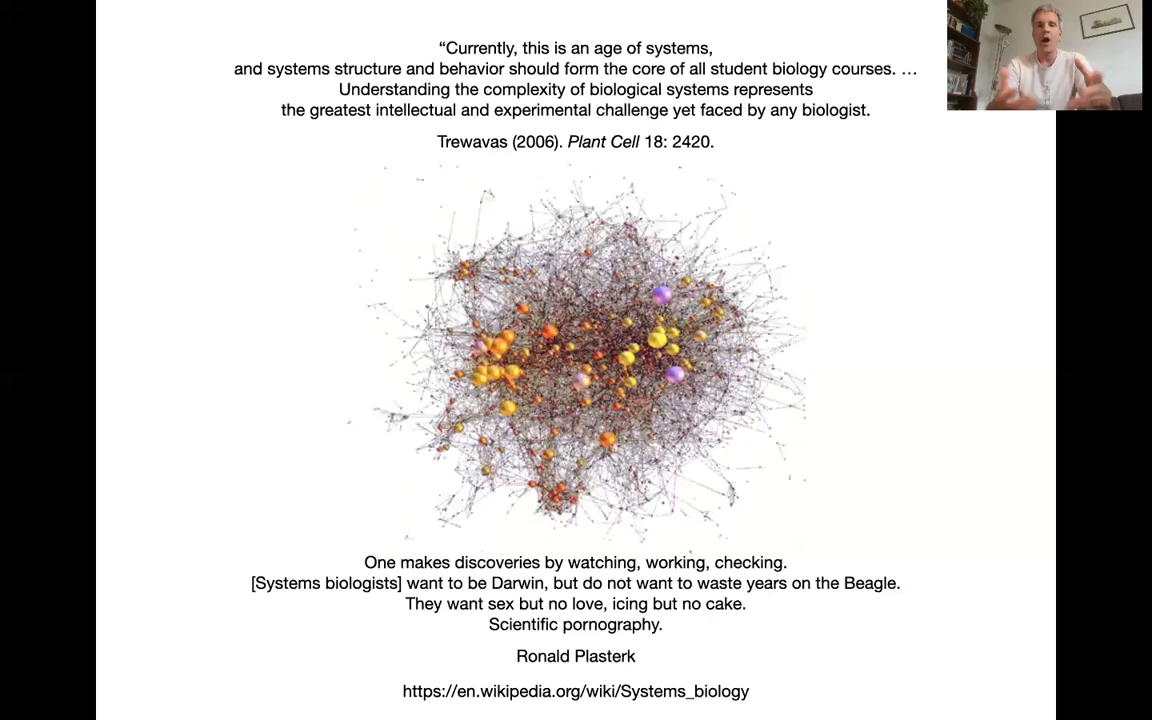 “Currently, this is an age of systems,
and systems structure and behavior should form the core of all student biology courses. …
Understanding the complexity of biological systems represents
the greatest intellectual and experimental challenge yet faced by any biologist.
Trewavas (2006). Plant Cell 18: 2420.
One makes discoveries by watching, working, checking.
[Systems biologists] want to be Darwin, but do not want to waste years on the Beagle.
They want sex but no love, icing but no cake.
Scientific pornography.
Ronald Plasterk
https://en.wikipedia.org/wiki/Systems_biology